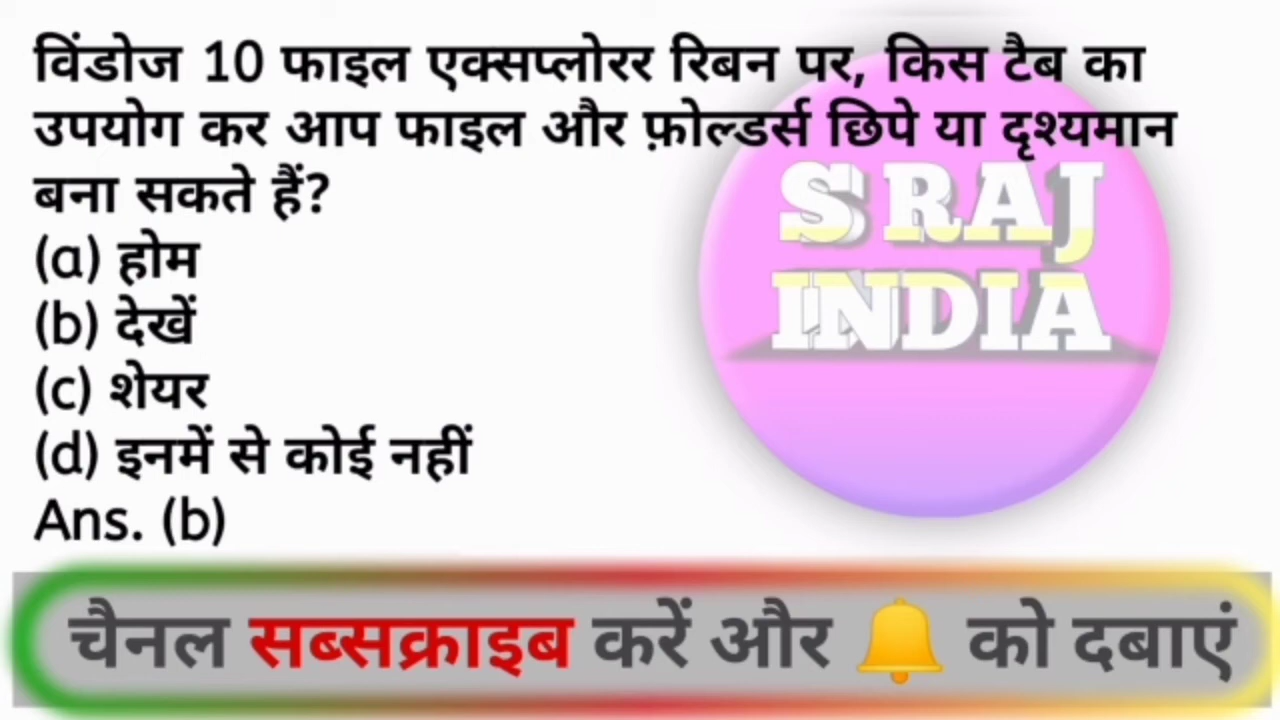 विंडोज 10 फाइल एक्सप्लोरर रिबन पर, किस टैब का
उपयोग कर आप फाइल और फ़ोल्डर्स छिपे या दृश्यमान
बना सकते हैं?
(a) होम
(b) देखें
(c) शेयर
(d) इनमें से कोई नहीं
Ans. (b)
S RAJ
INDIA
चैनल सब्सक्राइब करें और 🔔 को दबाएं